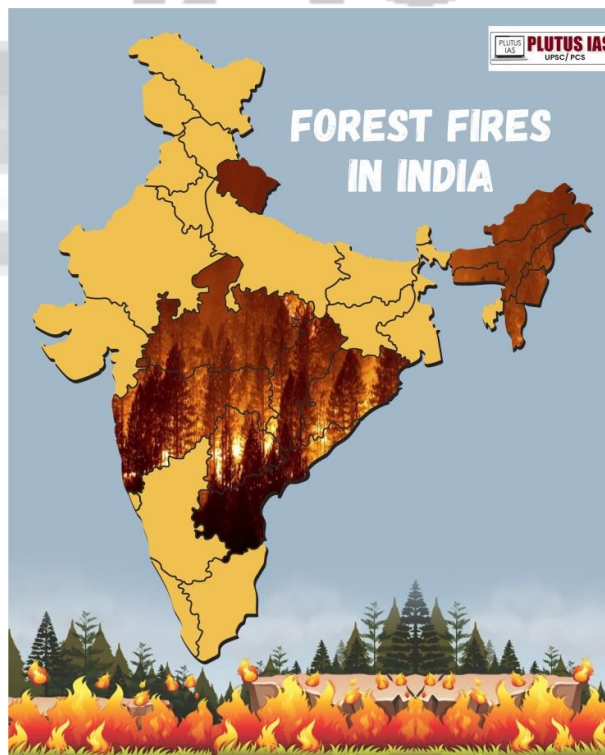 PLUTUS
IAS
PLUTUS IAS
UPSC/ PCS
FOREST FIRES
IN INDIA